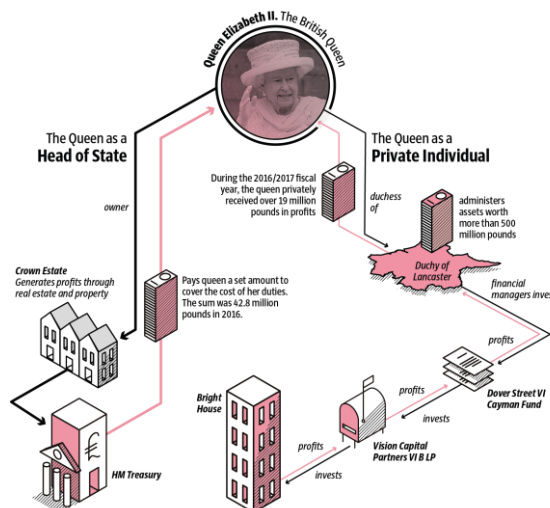 Queen Elizabeth II. The British Queen
The Queen as a
Head of State
The Queen as a
Private Individual
During the 2016/2017 fiscal
year, the queen privately
received over 19 million
pounds in profits
owner
duchess
of
administers
assets worth
more than 500
million pounds
Duchy of
Lancaster
Crown Estate
Generates profits through
real estate and property
Pays queen a set amount to
cover the cost of her duties.
The sum was 42.8 million
pounds in 2016.
financial
managers inves
profits
Dover Street VI
Cayman Fund
profits
invests
Bright
House
profits
invests
Vision Capital
Partners VI B LP
£
HM Treasury